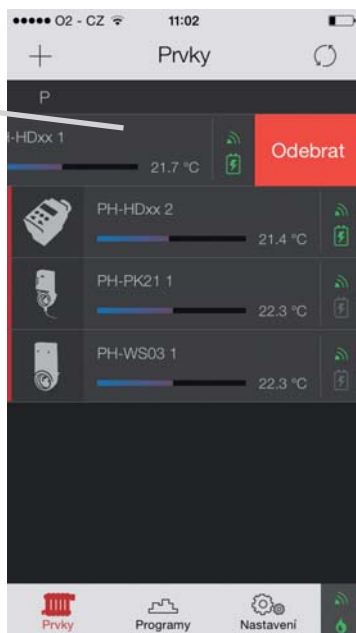 O2 - CZ 11:02
Prvky
P
-HDxx 1
21.7 °C
Odebrat
PH-HDxx 2
21.4 °C
PH-PK21 1
22.3 °C
PH-WS03 1
22.3 °C
Prvky Programy Nastavení